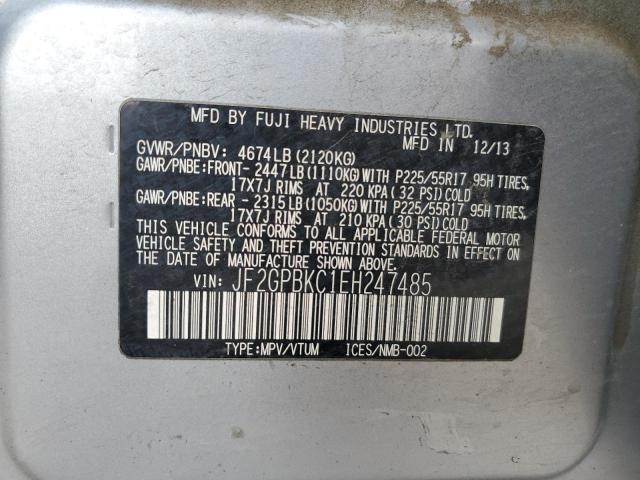 MFD BY FUJI HEAVY INDUSTRIES LTD.
MFD IN 12/13
GVWR/PNBV: 4674LB(2120KG)
GAWR/PNBE:FRONT- 2447LB(1110KG)WITH P225/55R17 95H TIRES,
17X7J RIMS AT 220 KPA(32 PSI)COLD
GAWR/PNBE:REAR - 2315LB(1050KG)WITH P225/55R17 95H TIRES,
17X7J RIMS AT 210 KPA(30 PSI)COLD
THIS VEHICLE CONFORMS TO ALL APPLICABLE FEDERAL MOTOR
VEHICLE SAFETY AND THEFT PREVENTION STANDARDS IN EFFECT ON
THE DATE OF MANUFACTURE SHOWN ABOVE.
VIN: JF2GPBKC1EH247485
TYPE:MPV/VTUM ICES/NMB-002